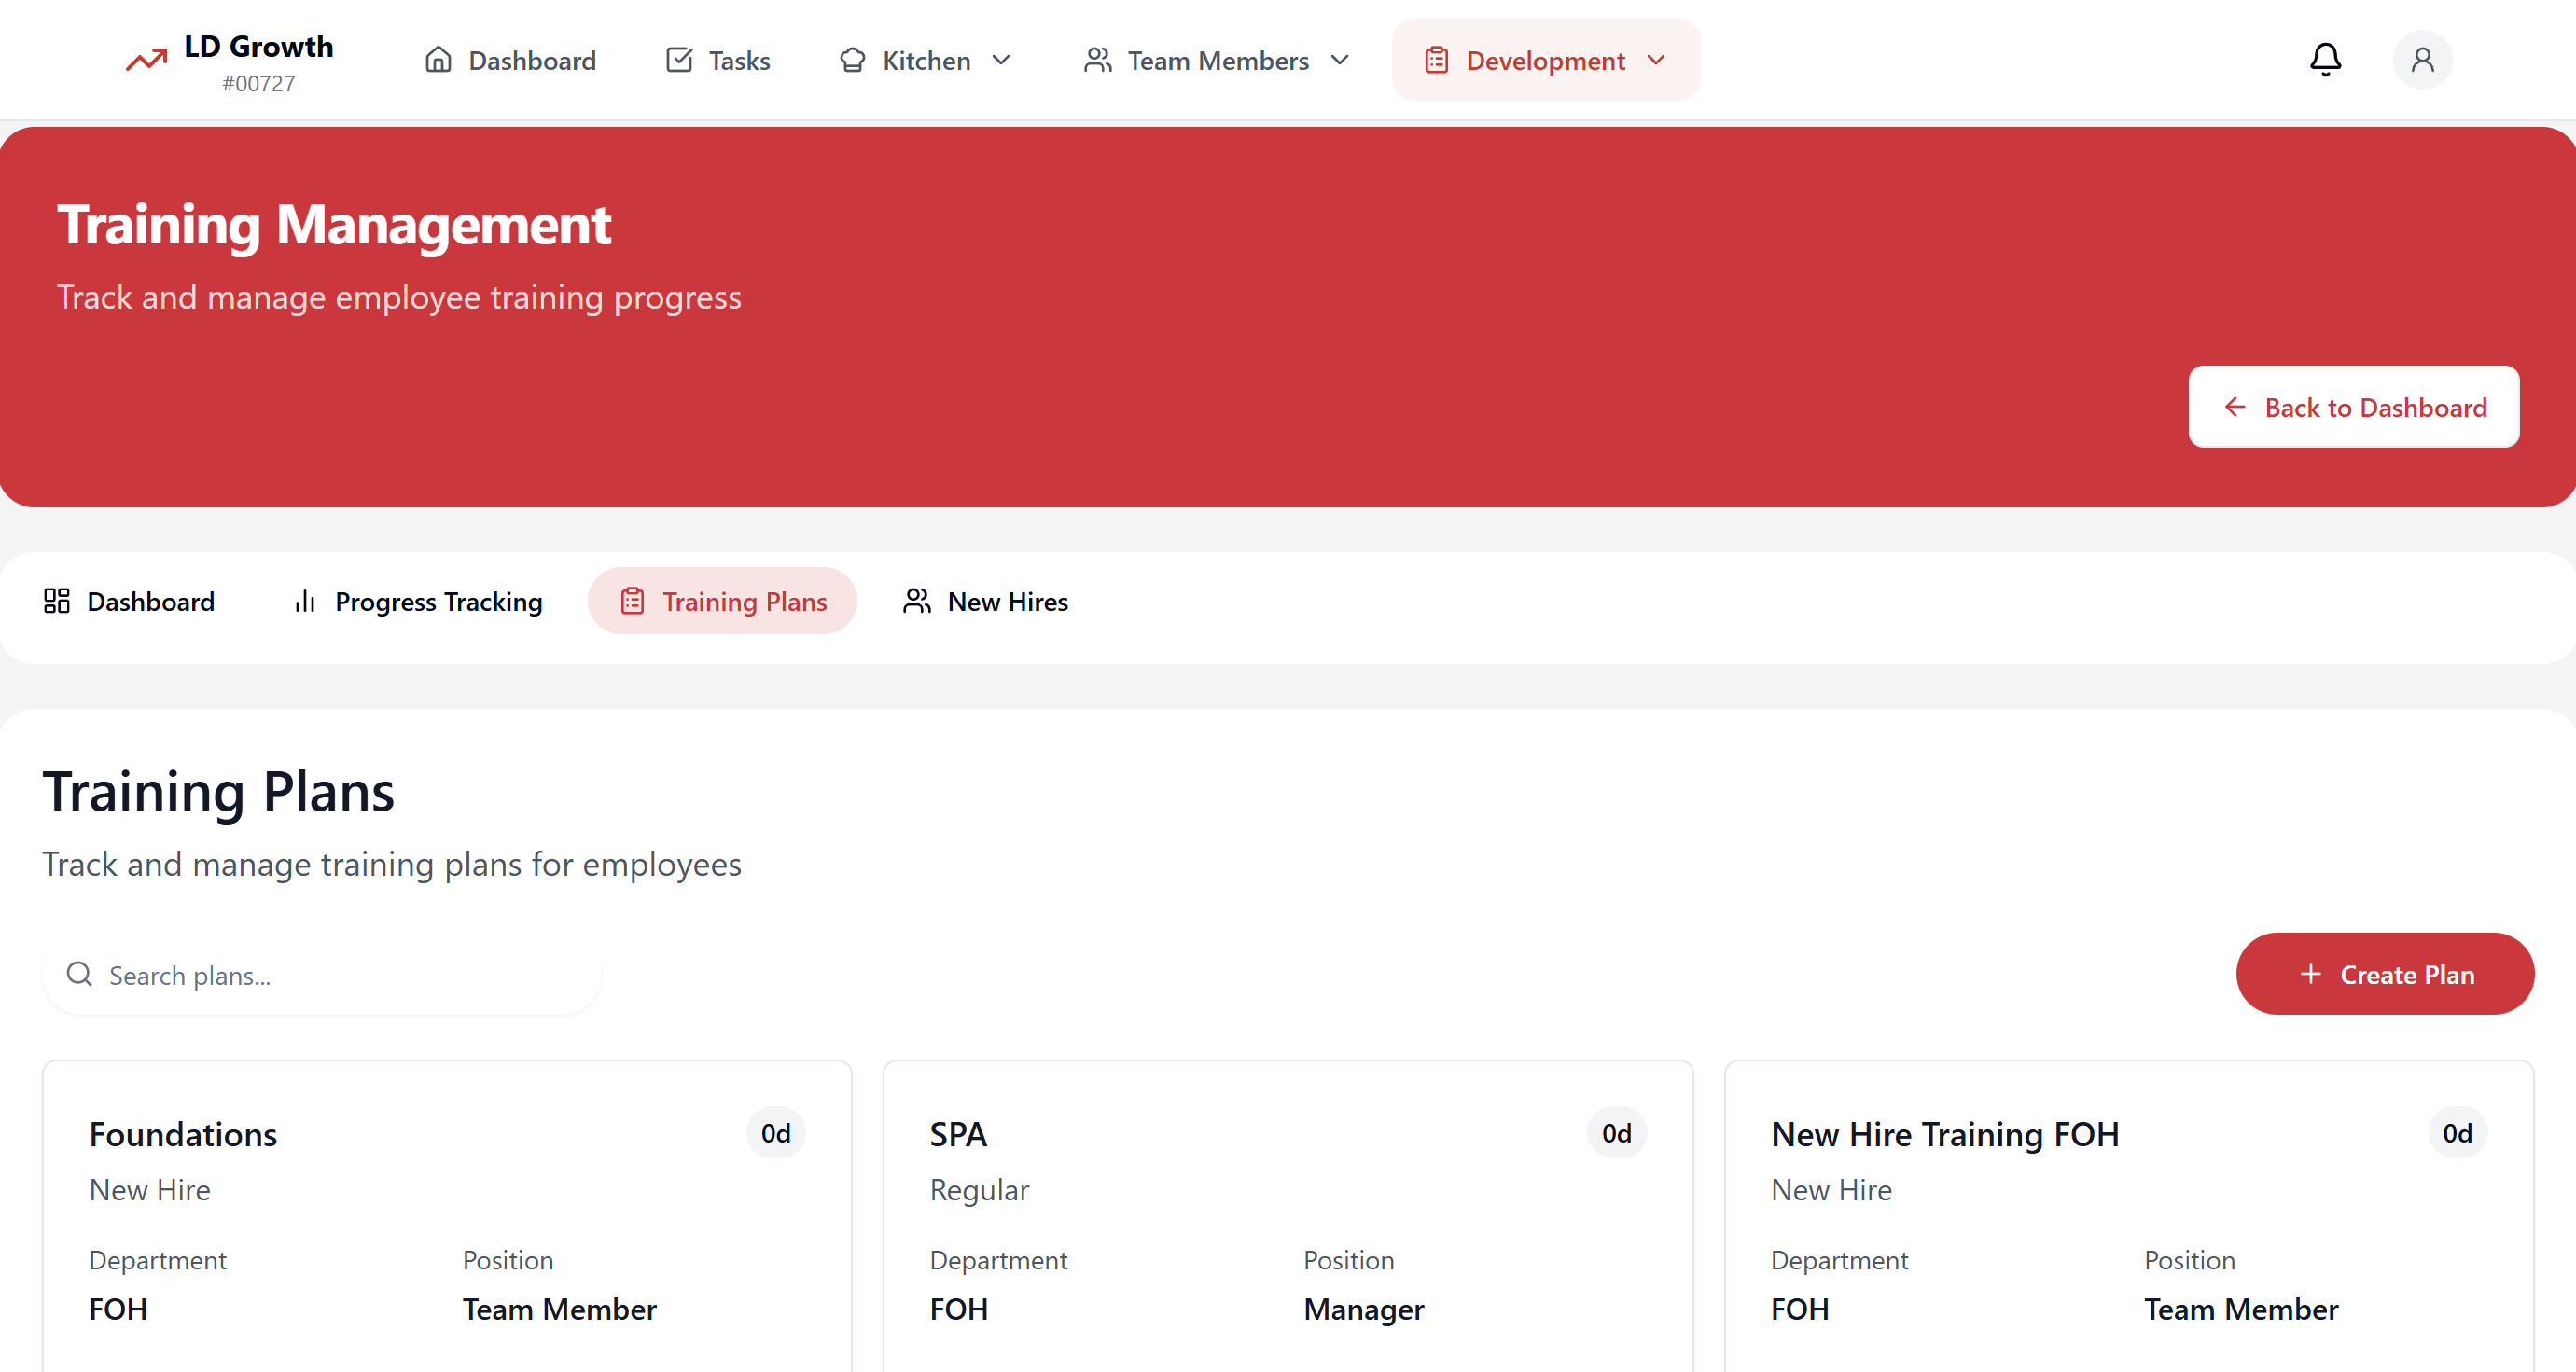 LD Growth
#00727
Dashboard
Tasks
Kitchen
Team Members
Development
Training Management
Track and manage employee training progress
Back to Dashboard
Dashboard
Progress Tracking
Training Plans
New Hires
Training Plans
Track and manage training plans for employees
Search plans...
Create Plan
Foundations
0d
New Hire
Department
Position
FOH
Team Member
SPA
0d
Regular
Department
Position
FOH
Manager
New Hire Training FOH
0d
New Hire
Department
Position
FOH
Team Member